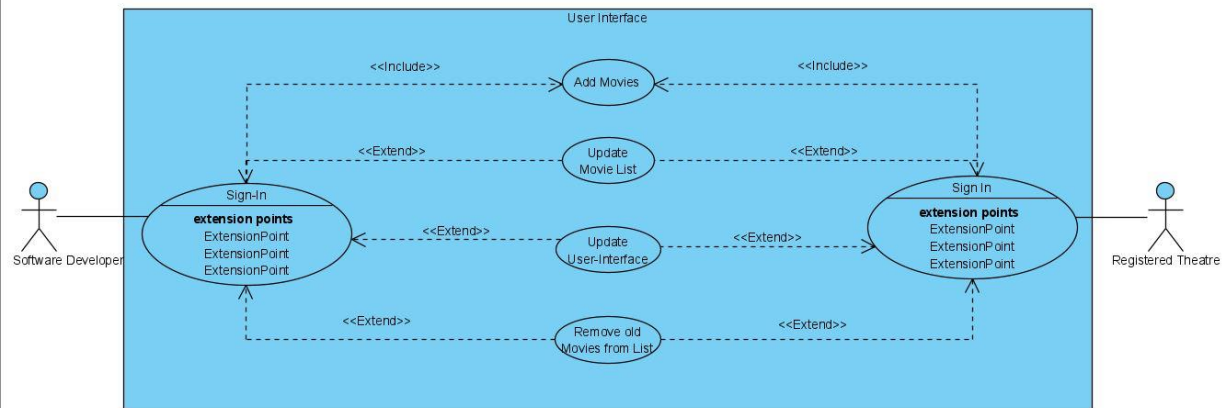 User Interface
<<Include>>
<<Include>>
Add Movies
<<Extend>>
<<Extend>>
Update
Movie List
Sign-In
extension points
ExtensionPoint
ExtensionPoint
ExtensionPoint
Sign In
extension points
ExtensionPoint
ExtensionPoint
ExtensionPoint
<<Extend>>
<<Extend>>
Update
User-Interface
Software Developer
Registered Theatre
<<Extend>>
<<Extend>>
Remove old
Movies from List